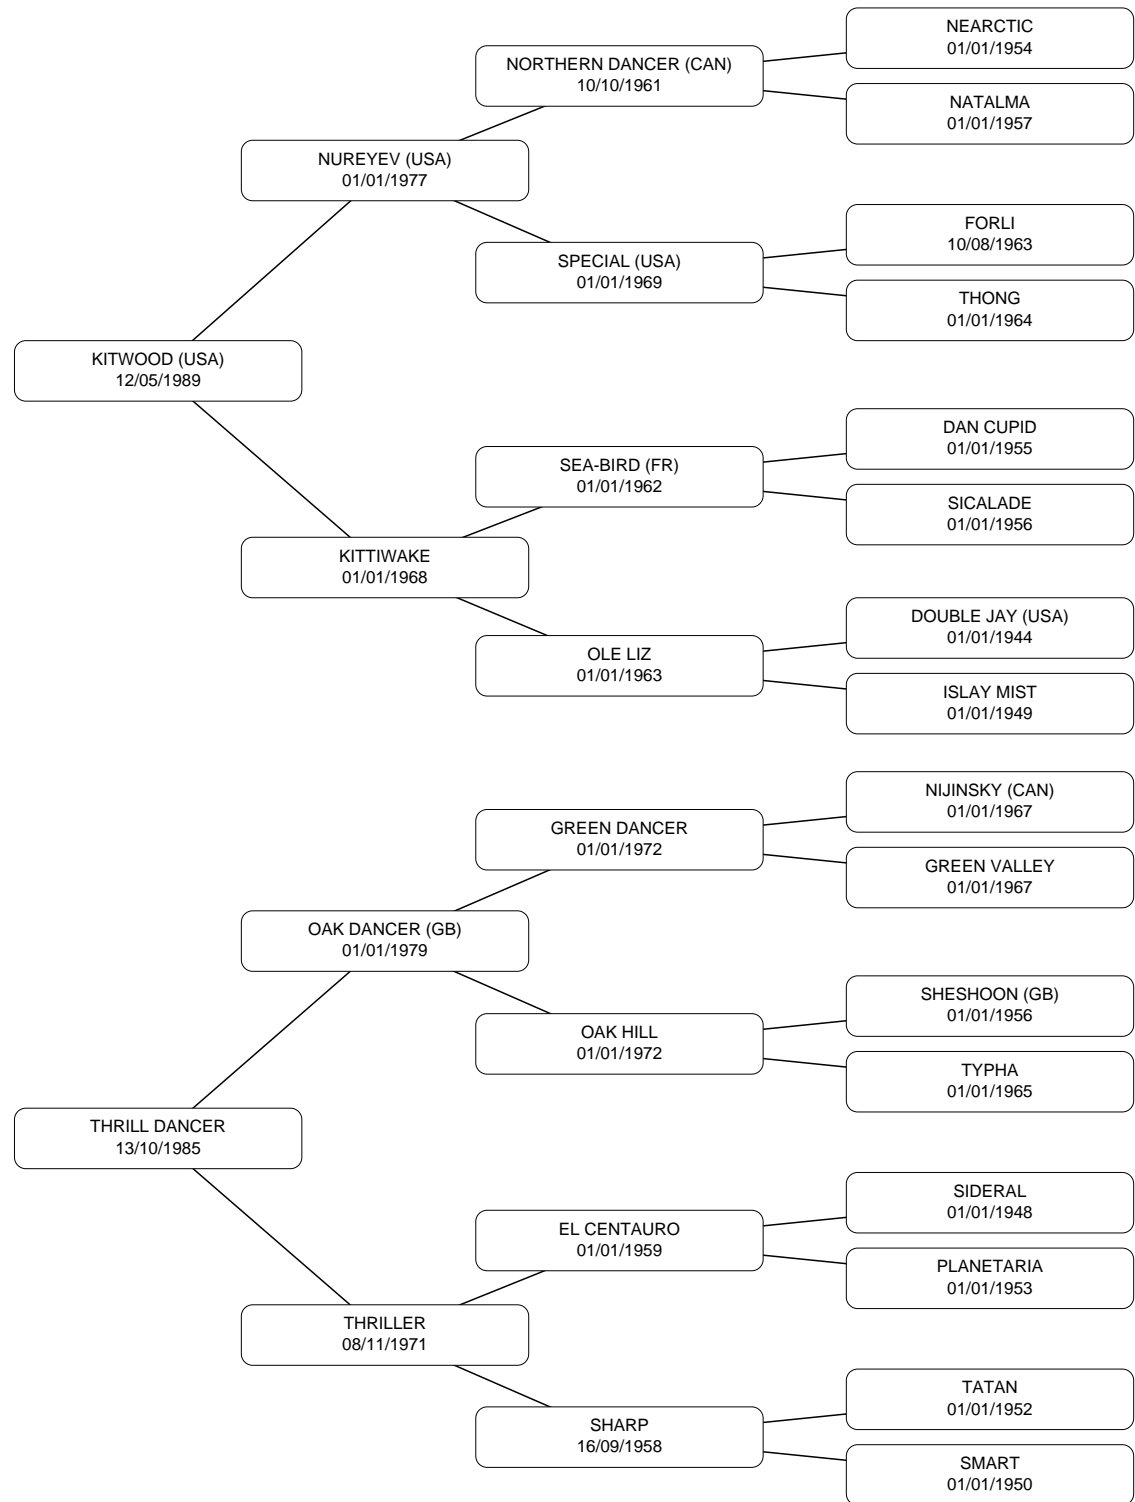 NEARCTIC
01/01/1954
NORTHERN DANCER (CAN)
10/10/1961
NATALMA
01/01/1957
NUREYEV (USA)
01/01/1977
FORLI
10/08/1963
SPECIAL (USA)
01/01/1969
THONG
01/01/1964
KITWOOD (USA)
12/05/1989
DAN CUPID
01/01/1955
SEA-BIRD (FR)
01/01/1962
SICALADE
01/01/1956
KITTIWAKE
01/01/1968
DOUBLE JAY (USA)
01/01/1944
OLE LIZ
01/01/1963
ISLAY MIST
01/01/1949
NIJINSKY (CAN)
01/01/1967
GREEN DANCER
01/01/1972
GREEN VALLEY
01/01/1967
OAK DANCER (GB)
01/01/1979
SHESHOON (GB)
01/01/1956
OAK HILL
01/01/1972
TYPHA
01/01/1965
THRILL DANCER
13/10/1985
SIDERAL
01/01/1948
EL CENTAURO
01/01/1959
PLANETARIA
01/01/1953
THRILLER
08/11/1971
TATAN
01/01/1952
SHARP
16/09/1958
SMART
01/01/1950